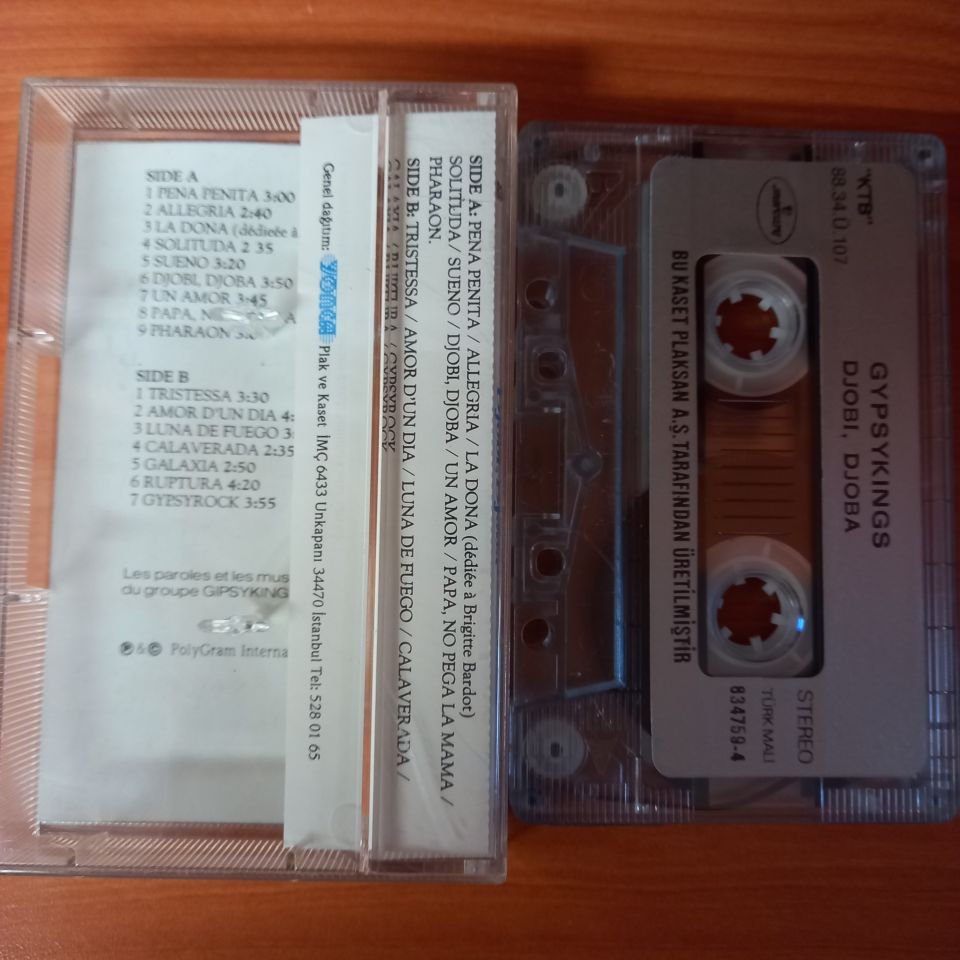 SIDE A
1 PENA PENITA 3:00
2 ALLEGRIA 2:40
3 LA DONA (dédiée à
4 SOLITUDA 2 35
5 SUENO 3:20
6 DJOBI, DJOBA 3:50
7 UN AMOR 3:45
8 PAPA,
9 PHARAON
SIDE B
1 TRISTESSA 3:30
2 AMOR D'UN DIA 4:
3 LUNA DE FUEGO 3:
4 CALAVERADA 2:35
5 GALAXIA 2:50
6 RUPTURA 4:20
7 GYPSYROCK 3:55
Les paroles et les mus
du groupe GIPSYKING
Ⓟ & © PolyGram Interna
Genel dağıtım: yonca Plak ve Kaset İMÇ 6433 Unkapanı 34470 İstanbul Tel: 528 01 65
SIDE A: PENA PENITA / ALLEGRIA / LA DONA (dédiée à Brigitte Bardot)
SOLITUDA / SUENO / DJOBI, DJOBA / UN AMOR / PAPA, NO PEGA LA MAMA /
PHARAON.
SIDE B: TRISTESSA / AMOR D'UN DIA / LUNA DE FUEGO / CALAVERADA /
GALAXIA / RUPTURA / GYPSYROCK
"KTB"
88.34.Ü.107
mercury
GYPSYKINGS
DJOBI, DJOBA
BU KASET PLAKSAN A.Ş. TARAFINDAN ÜRETİLMİŞTİR
STEREO
TÜRK MALI
834759-4